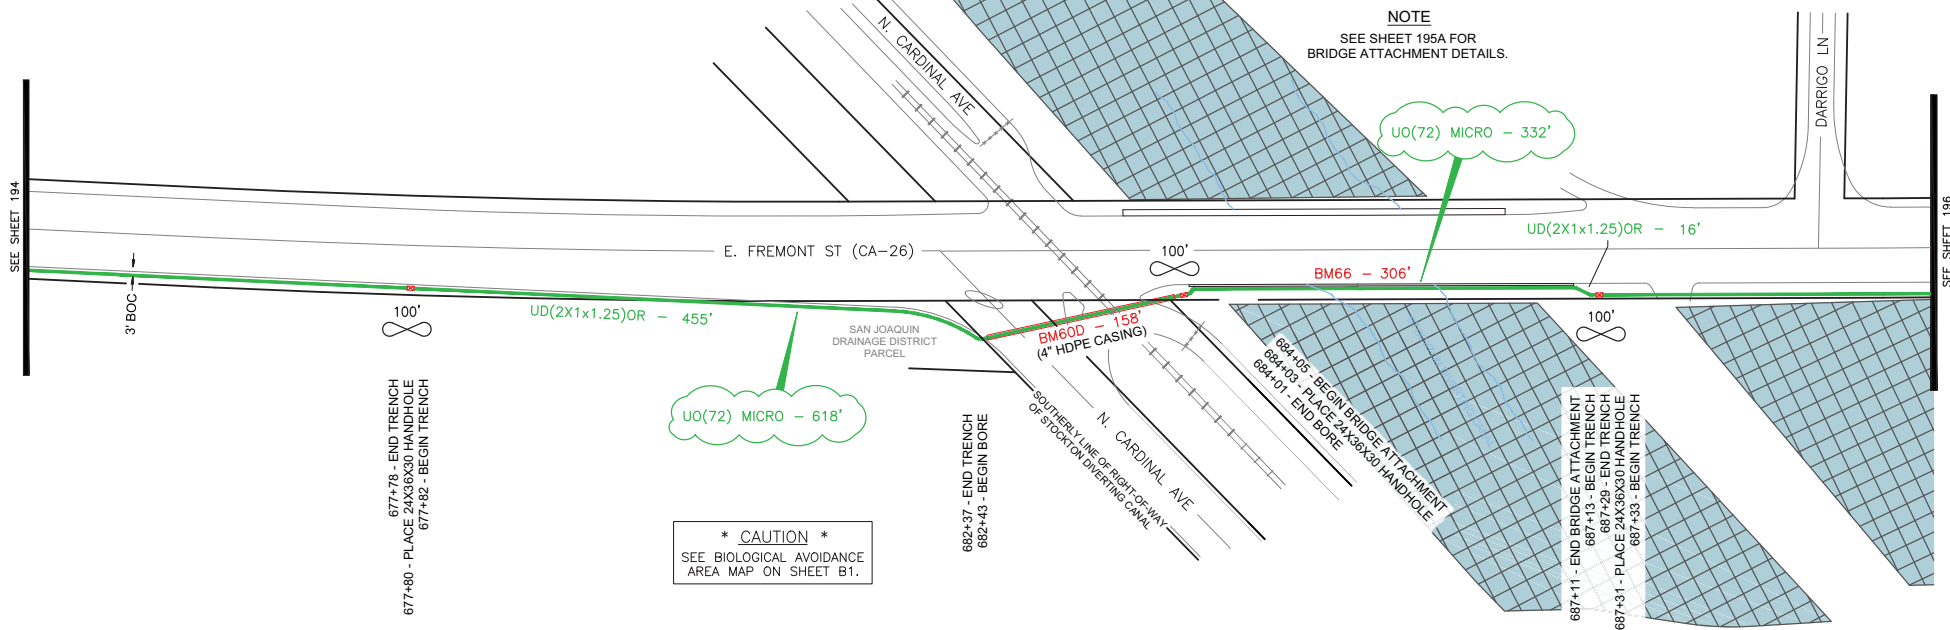 NOTE
SEE SHEET 195A FOR
BRIDGE ATTACHMENT DETAILS.
N. CARDINAL AVE
DARRIGO LN
UO(72) MICRO - 332'
SEE SHEET 194
SEE SHEET 196
E. FREMONT ST (CA-26)
100'
UD(2X1x1.25)OR - 16'
BM66 - 306'
3' BOC
100'
UD(2X1x1.25)OR - 455'
SAN JOAQUIN
DRAINAGE DISTRICT
PARCEL
BM60D - 158'
(4" HDPE CASING)
100'
UO(72) MICRO - 618'
677+78 - END TRENCH
677+80 - PLACE 24X36X30 HANDHOLE
677+82 - BEGIN TRENCH
682+37 - END TRENCH
682+43 - BEGIN BORE
SOUTHERLY LINE OF RIGHT-OF-WAY
OF STOCKTON DIVERTING CANAL
N. CARDINAL AVE
684+05 - BEGIN BRIDGE ATTACHMENT
684+03 - PLACE 24X36X30 HANDHOLE
684+01 - END BORE
687+11 - END BRIDGE ATTACHMENT
687+13 - BEGIN TRENCH
687+29 - END TRENCH
687+31 - PLACE 24X36X30 HANDHOLE
687+33 - BEGIN TRENCH
* CAUTION *
SEE BIOLOGICAL AVOIDANCE
AREA MAP ON SHEET B1.